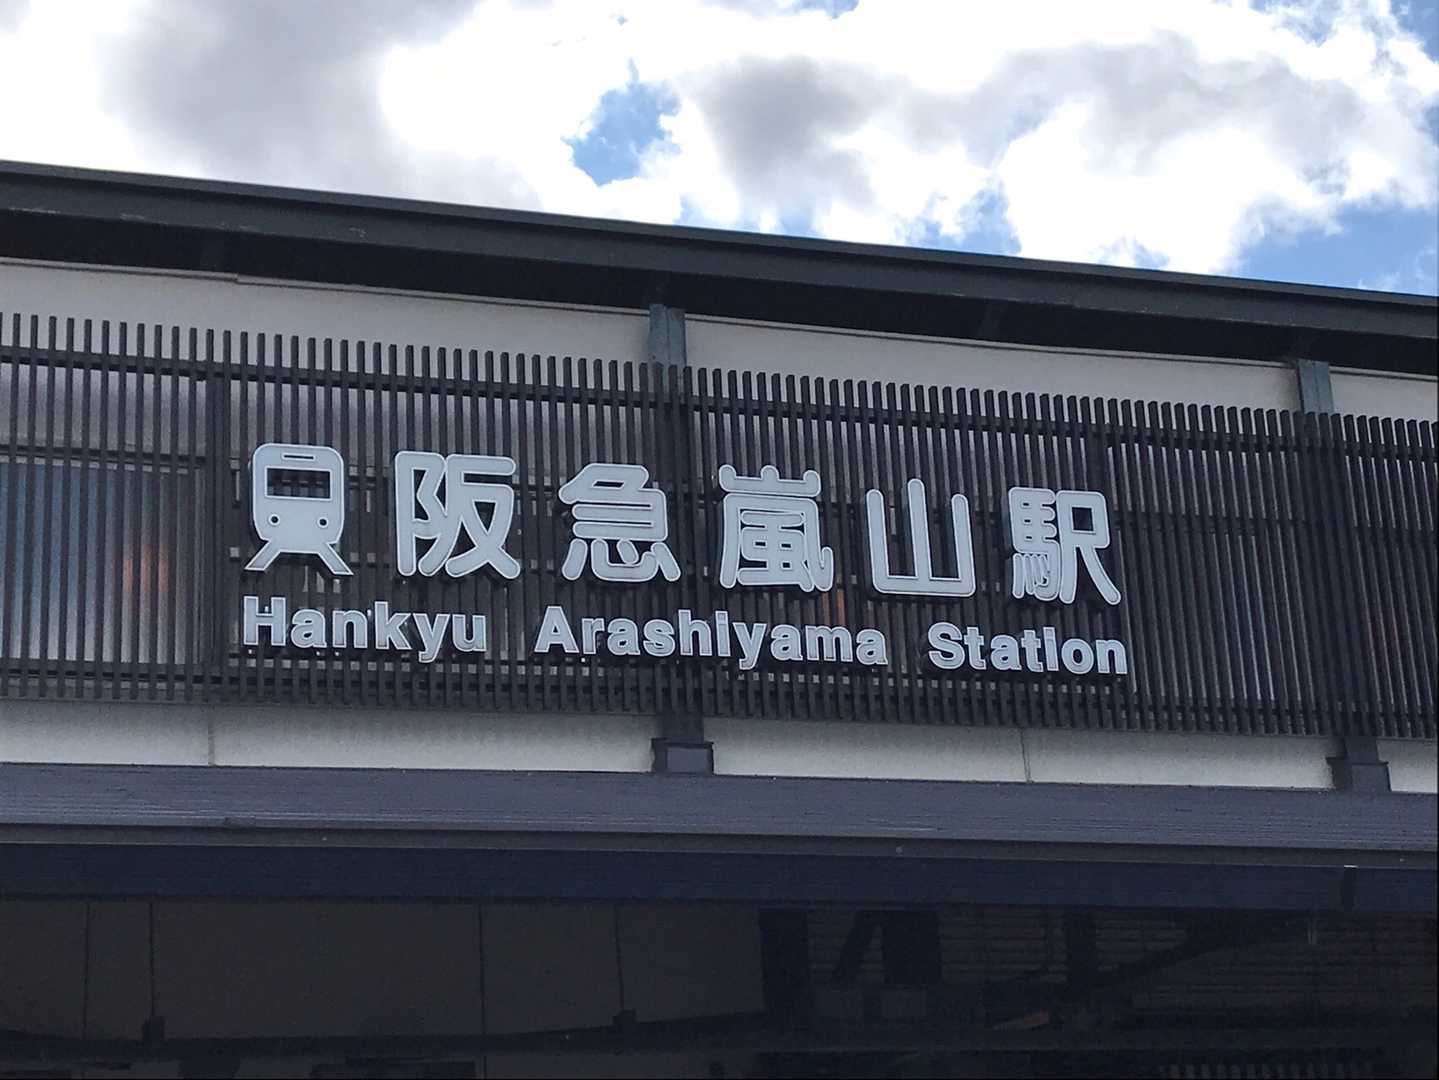 阪急嵐山駅
Hankyu Arashiyama Station